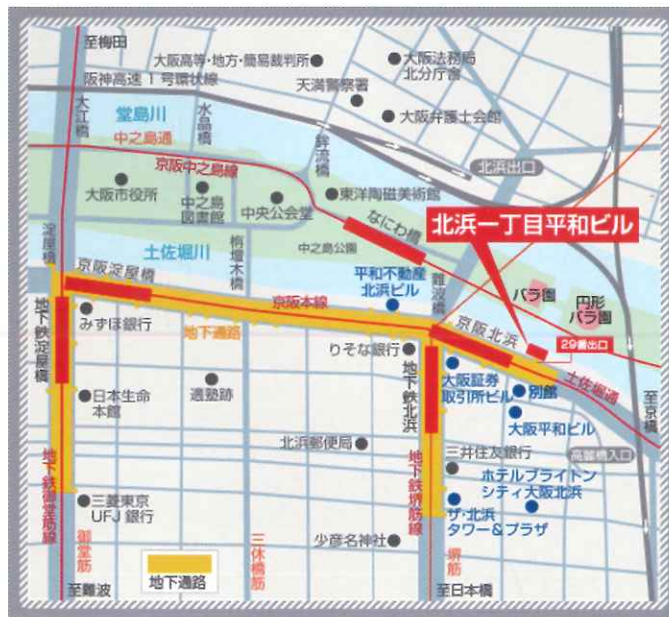 至梅田
大阪高等・地方・簡易裁判所
大阪法務局
北分庁舎
阪神高速1号環状線
天満警察署
大阪弁護士会館
大江橋
堂島川
水晶橋
中之島通
鉾流橋
北浜出口
京阪中之島線
大阪市役所
中之島
図書館
中央公会堂
東洋陶磁美術館
なにわ橋
北浜一丁目平和ビル
淀屋橋
土佐堀川
栴壇木橋
中之島公園
難波橋
京阪淀屋橋
平和不動産
北浜ビル
バラ園
円形
バラ園
みずほ銀行
京阪本線
地下通路
京阪北浜
29番出口
地下鉄淀屋橋
りそな銀行
土佐堀通
大阪証券
取引所ビル
別館
至京橋
日本生命
本館
適塾跡
地下鉄北浜
大阪平和ビル
北浜郵便局
三井住友銀行
高麗橋入口
地下鉄御堂筋線
地下鉄堺筋線
ホテルブライトン
シティ大阪北浜
三菱東京
UFJ銀行
ザ・北浜
タワー&プラザ
御堂筋
三休橋筋
少彦名神社
堺筋
地下通路
至難波
至日本橋